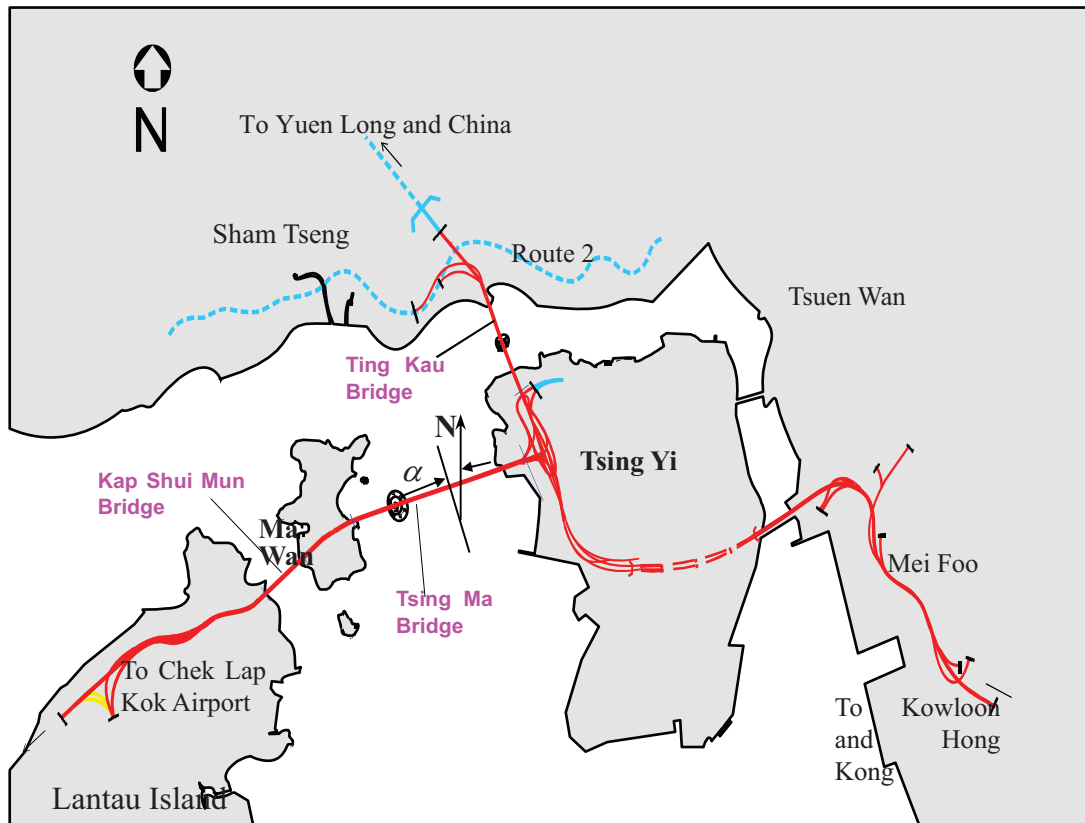 N
To Yuen Long and China
Sham Tseng
Route 2
Tsuen Wan
Ting Kau
Bridge
N
α
Tsing Yi
Kap Shui Mun
Bridge
Ma
Wan
Mei Foo
Tsing Ma
Bridge
To Chek Lap
Kok Airport
To Kowloon
and Hong
Kong
Lantau Island